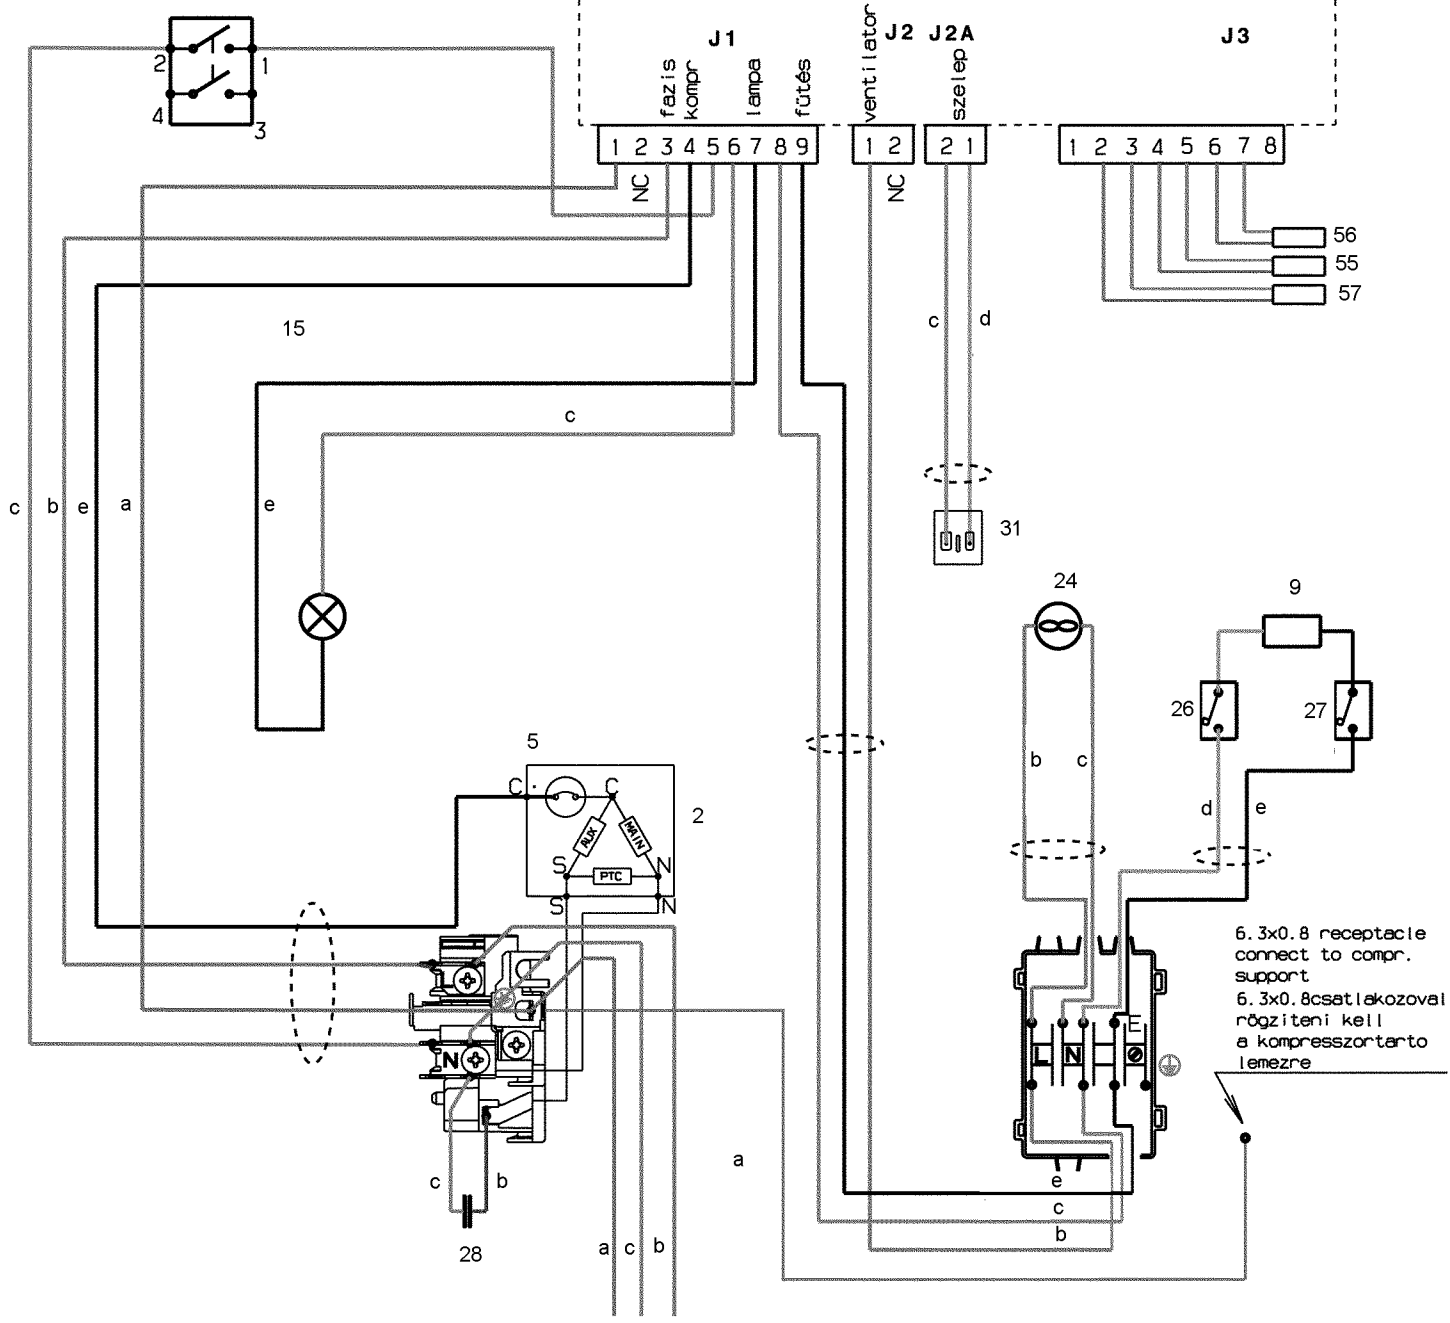 J1
J2
J2A
J3
fazis
kompr
lampa
fütés
ventilator
szelep
1 2 3 4 5 6 7 8 9
1 2
2 1
1 2 3 4 5 6 7 8
NC
NC
2
1
4
3
56
55
57
15
c
d
c
c
b
e
a
e
31
24
9
26
27
b
c
d
e
5
C
C
2
AUX
MAIN
S
PTC
N
S
N
6.3x0.8 receptacle
connect to compr.
support
6.3x0.8csatlakozoval
rögziteni kell
a kompresszortarto
lemezre
E
L
N
N
a
c
b
e
c
b
28
a
c
b